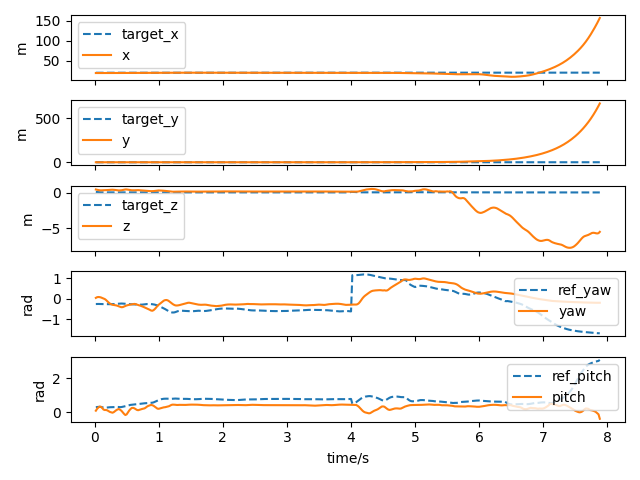 150
100
50
m
target_x
x
500
0
m
target_y
y
0
−5
m
target_z
z
1
0
−1
rad
ref_yaw
yaw
2
0
rad
ref_pitch
pitch
0 1 2 3 4 5 6 7 8
time/s